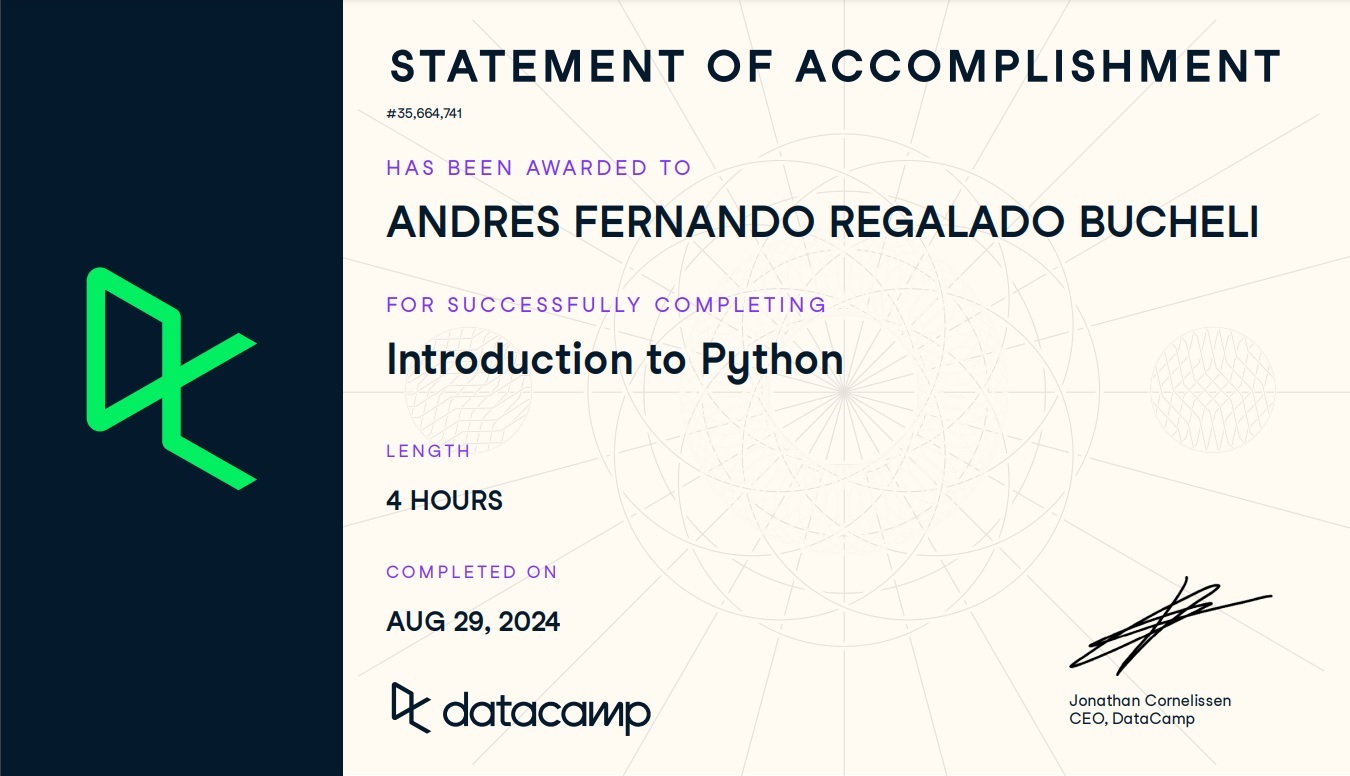 STATEMENT OF ACCOMPLISHMENT
#35,664,741
HAS BEEN AWARDED TO
ANDRES FERNANDO REGALADO BUCHELI
FOR SUCCESSFULLY COMPLETING
Introduction to Python
LENGTH
4 HOURS
COMPLETED ON
AUG 29, 2024
datacamp
Jonathan Cornelissen
CEO, DataCamp